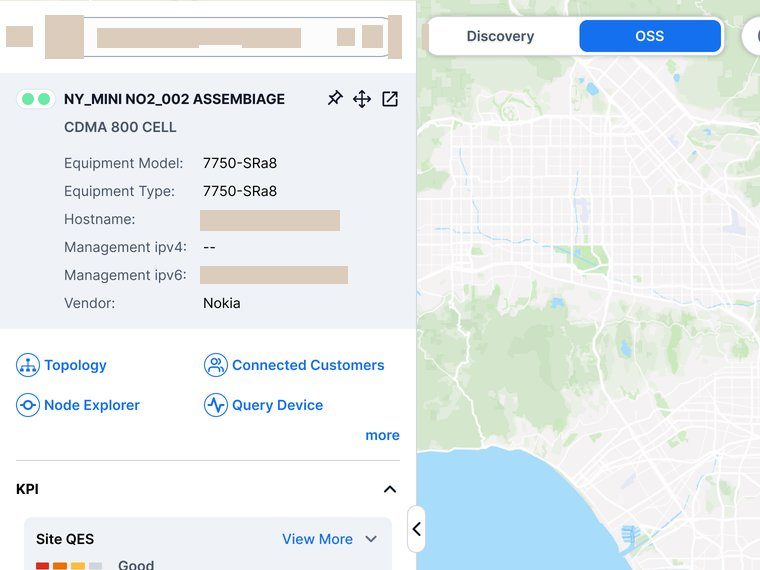 Discovery
OSS
NY_MINI NO2_002 ASSEMBIAGE
CDMA 800 CELL
Equipment Model: 7750-SRa8
Equipment Type: 7750-SRa8
Hostname:
Management ipv4: --
Management ipv6:
Vendor: Nokia
Topology
Connected Customers
Node Explorer
Query Device
more
KPI
Site QES
View More
Good